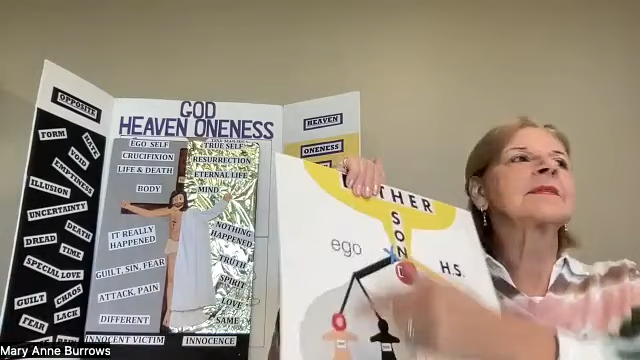 OPPOSITE
FORM
HATE
VOID
EMPTINESS
ILLUSION
UNCERTAINTY
DEATH
DREAD
TIME
SPECIAL LOVE
GUILT
CHAOS
LACK
FEAR
GOD
HEAVEN ONENESS
EGO SELF
CRUCIFIXION
LIFE & DEATH
BODY
IT REALLY
HAPPENED
GUILT, SIN, FEAR
ATTACK, PAIN
DIFFERENT
INNOCENT VICTIM
TRUE SELF
RESURRECTION
ETERNAL LIFE
MIND
NOTHING
HAPPENED
TRUTH
SPIRIT
LOVE
SAME
INNOCENCE
HEAVEN
ONENESS
THER
SON
ego
H.S.
Mary Anne Burrows